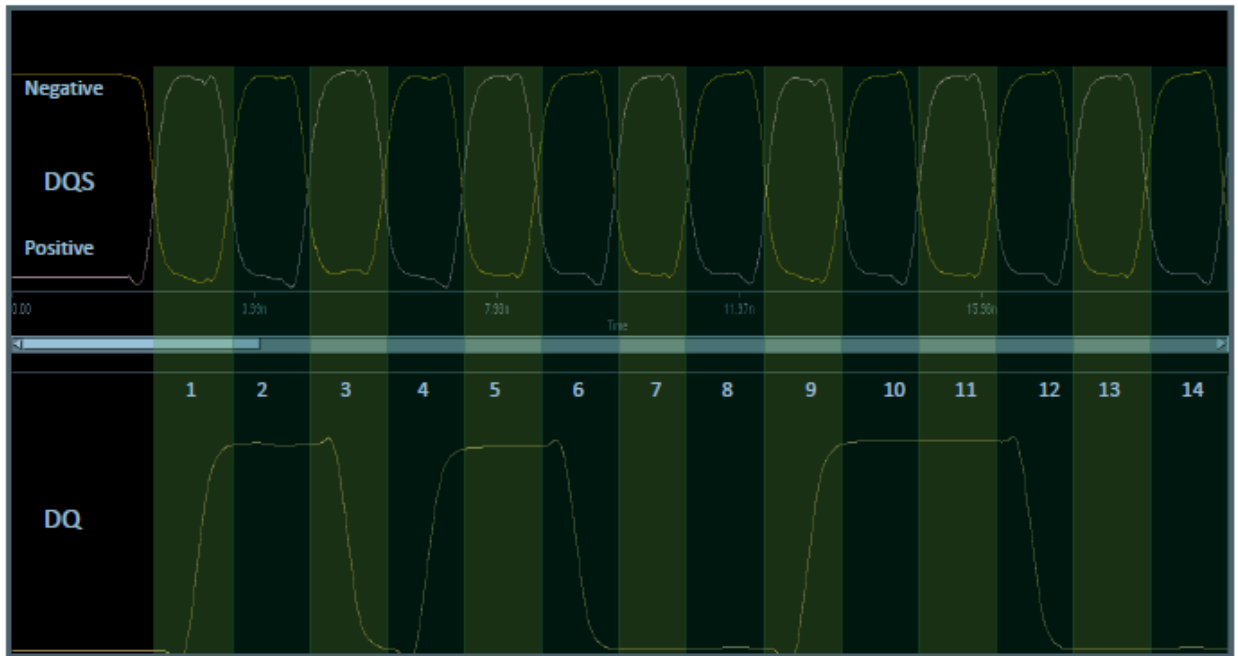 Negative
DQS
Positive
0.00 3.99n 7.98n 11.97n 15.96n
Time
1 2 3 4 5 6 7 8 9 10 11 12 13 14
DQ